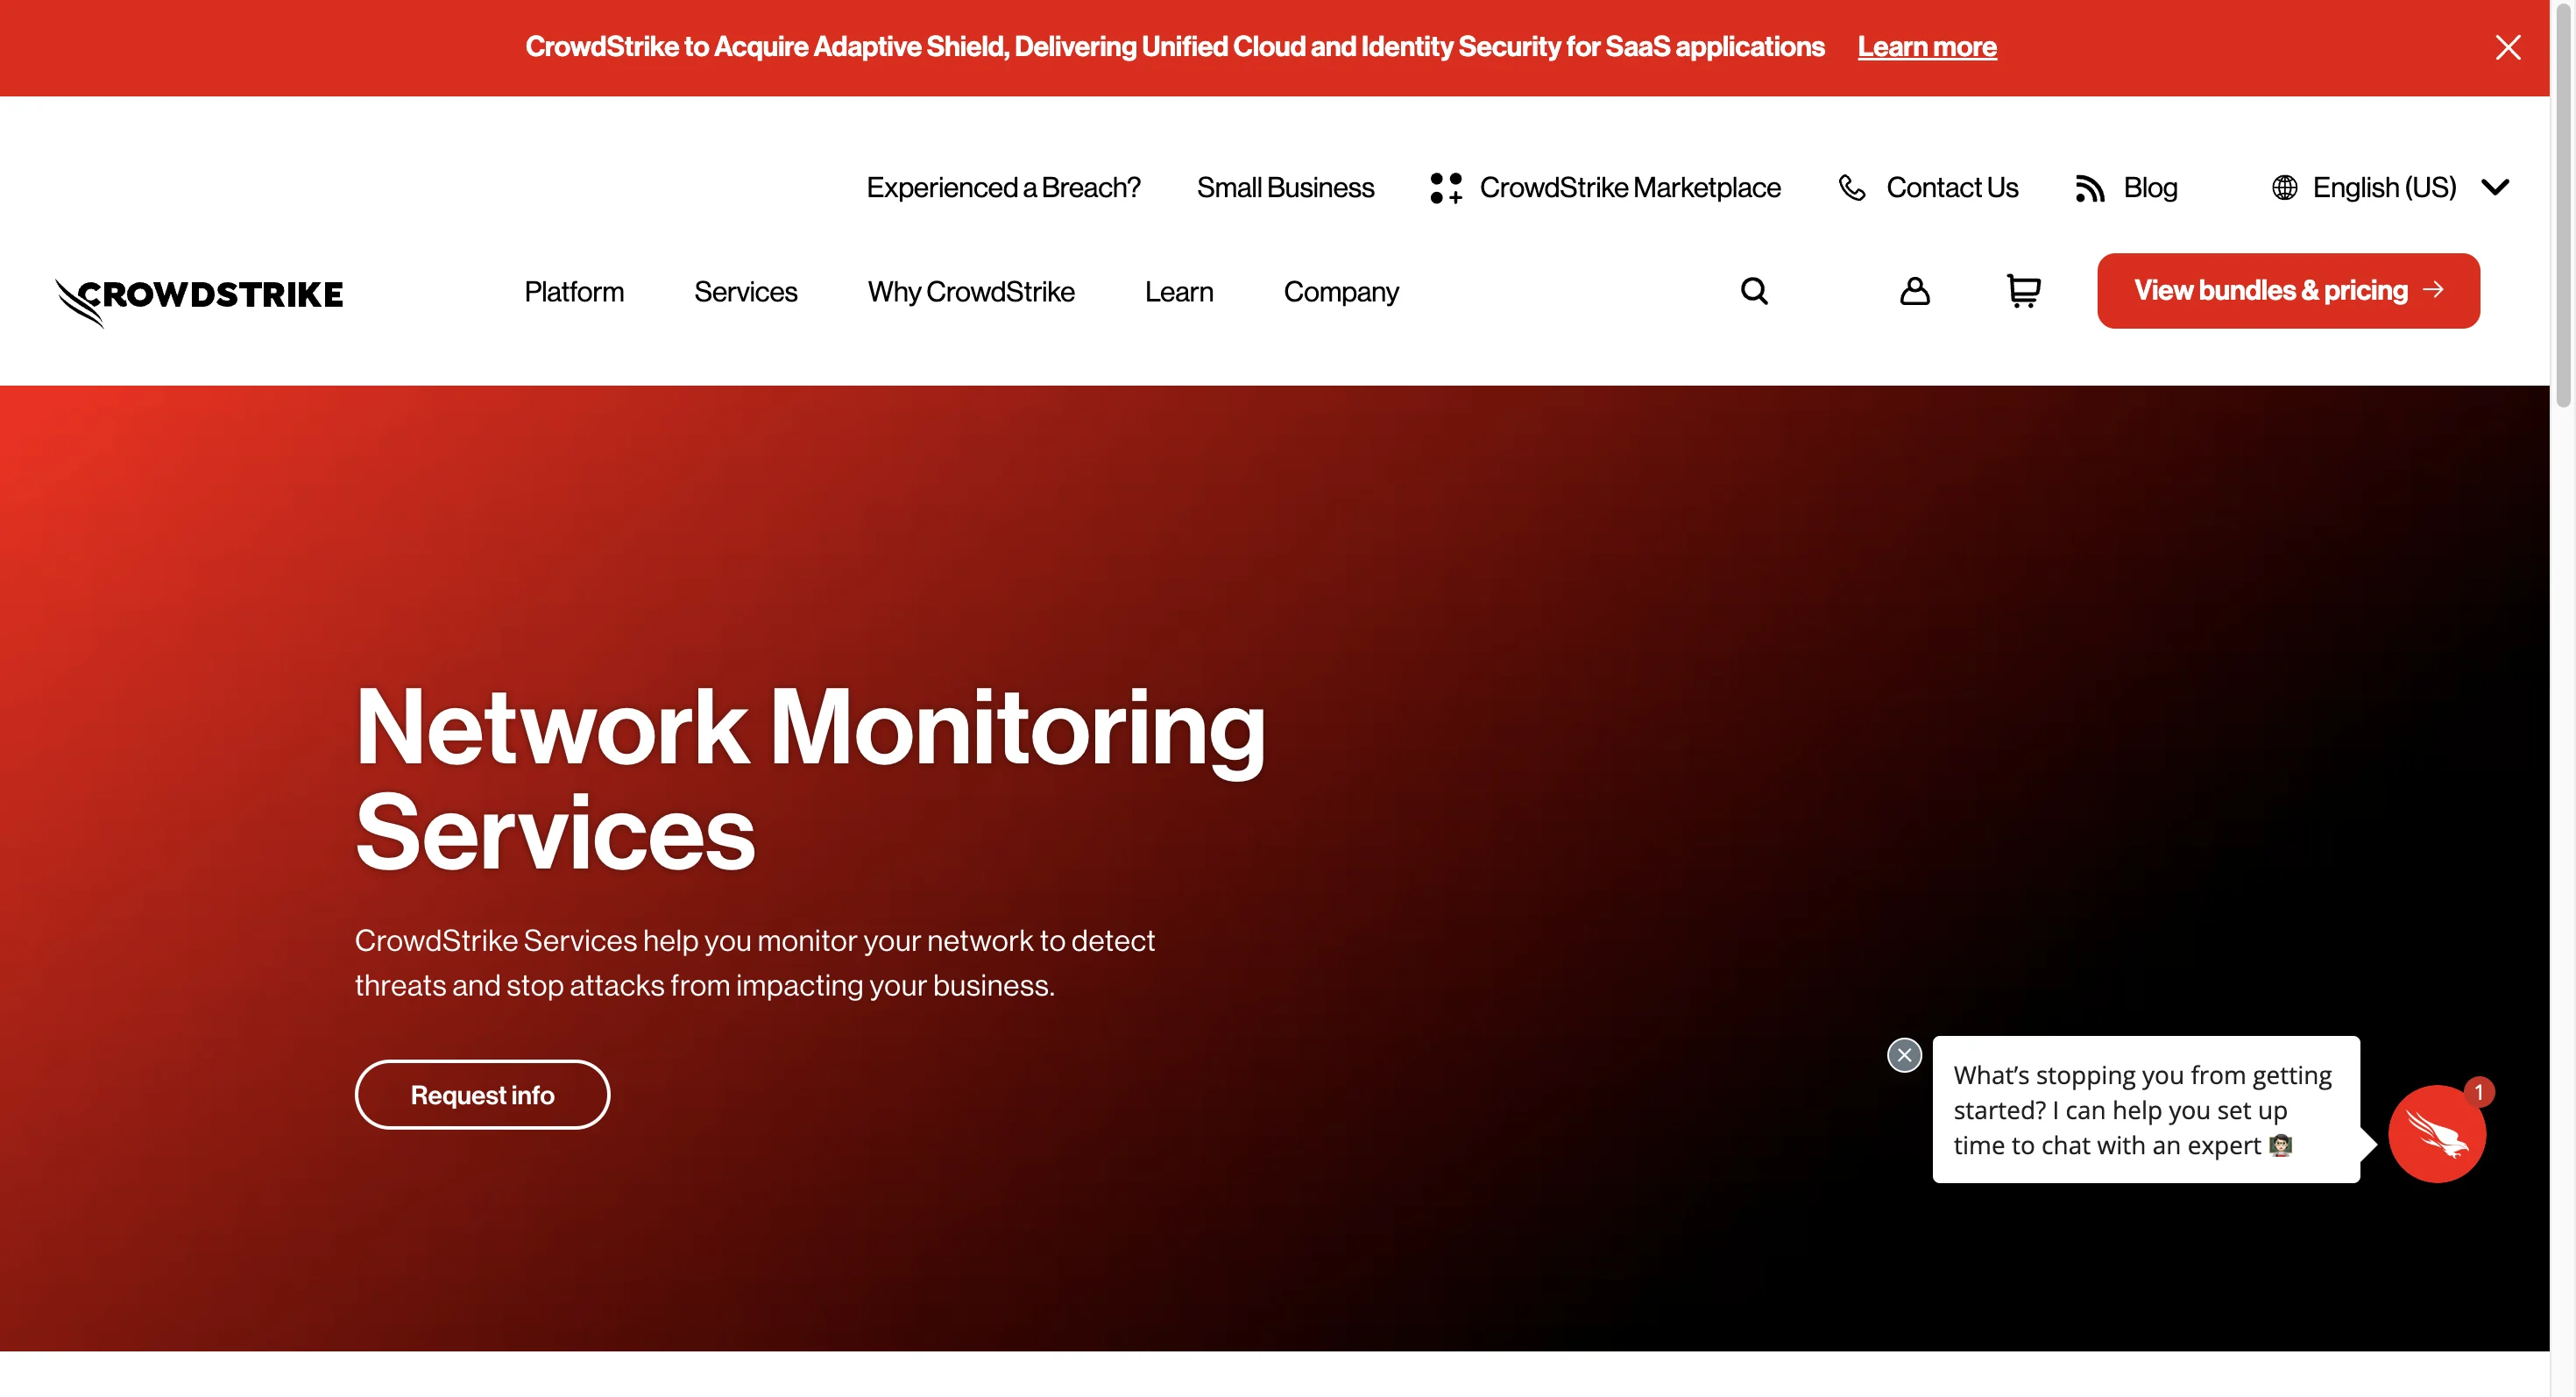 CrowdStrike to Acquire Adaptive Shield, Delivering Unified Cloud and Identity Security for SaaS applications Learn more
Experienced a Breach? Small Business CrowdStrike Marketplace Contact Us Blog English (US)
CROWDSTRIKE Platform Services Why CrowdStrike Learn Company View bundles & pricing →
Network Monitoring
Services
CrowdStrike Services help you monitor your network to detect
threats and stop attacks from impacting your business.
Request info
What’s stopping you from getting
started? I can help you set up
time to chat with an expert 👨🏻‍🏫
1